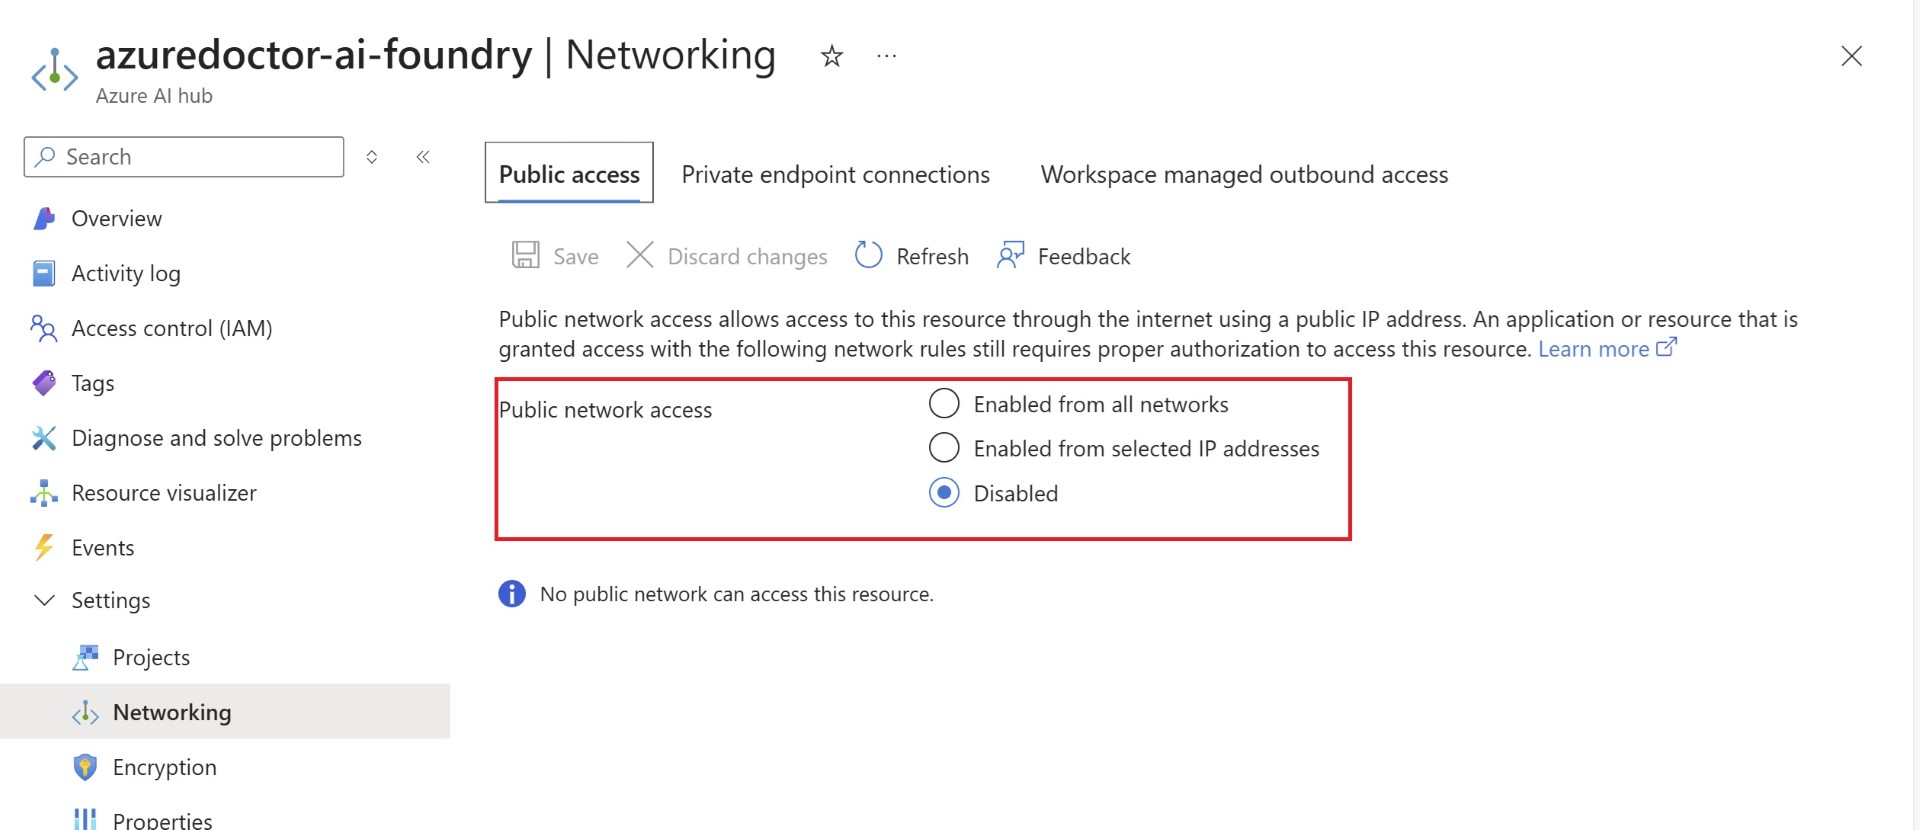 azuredoctor-ai-foundry | Networking
Azure AI hub
Search
Overview
Activity log
Access control (IAM)
Tags
Diagnose and solve problems
Resource visualizer
Events
Settings
Projects
Networking
Encryption
Properties
Public access
Private endpoint connections
Workspace managed outbound access
Save
Discard changes
Refresh
Feedback
Public network access allows access to this resource through the internet using a public IP address. An application or resource that is
granted access with the following network rules still requires proper authorization to access this resource. Learn more
Public network access
Enabled from all networks
Enabled from selected IP addresses
Disabled
No public network can access this resource.